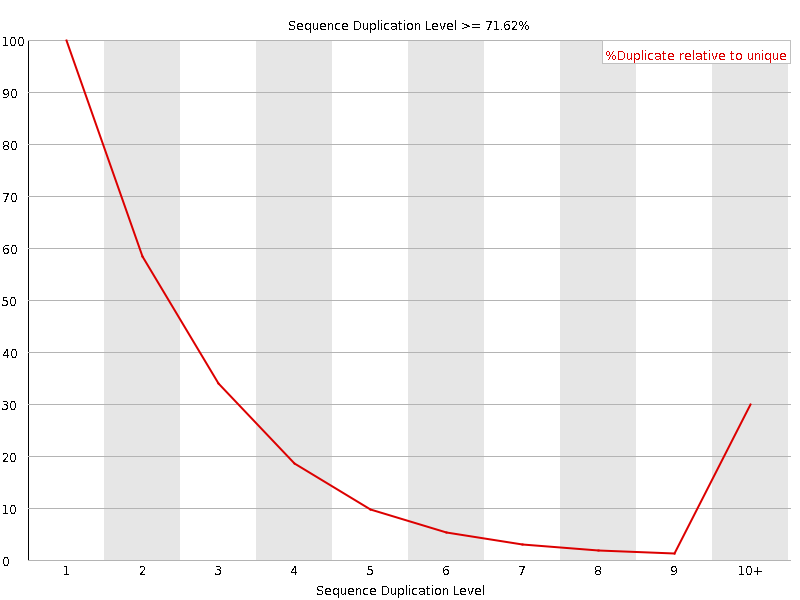 Sequence Duplication Level >= 71.62%
%Duplicate relative to unique
100
90
80
70
60
50
40
30
20
10
0
1 2 3 4 5 6 7 8 9 10+
Sequence Duplication Level